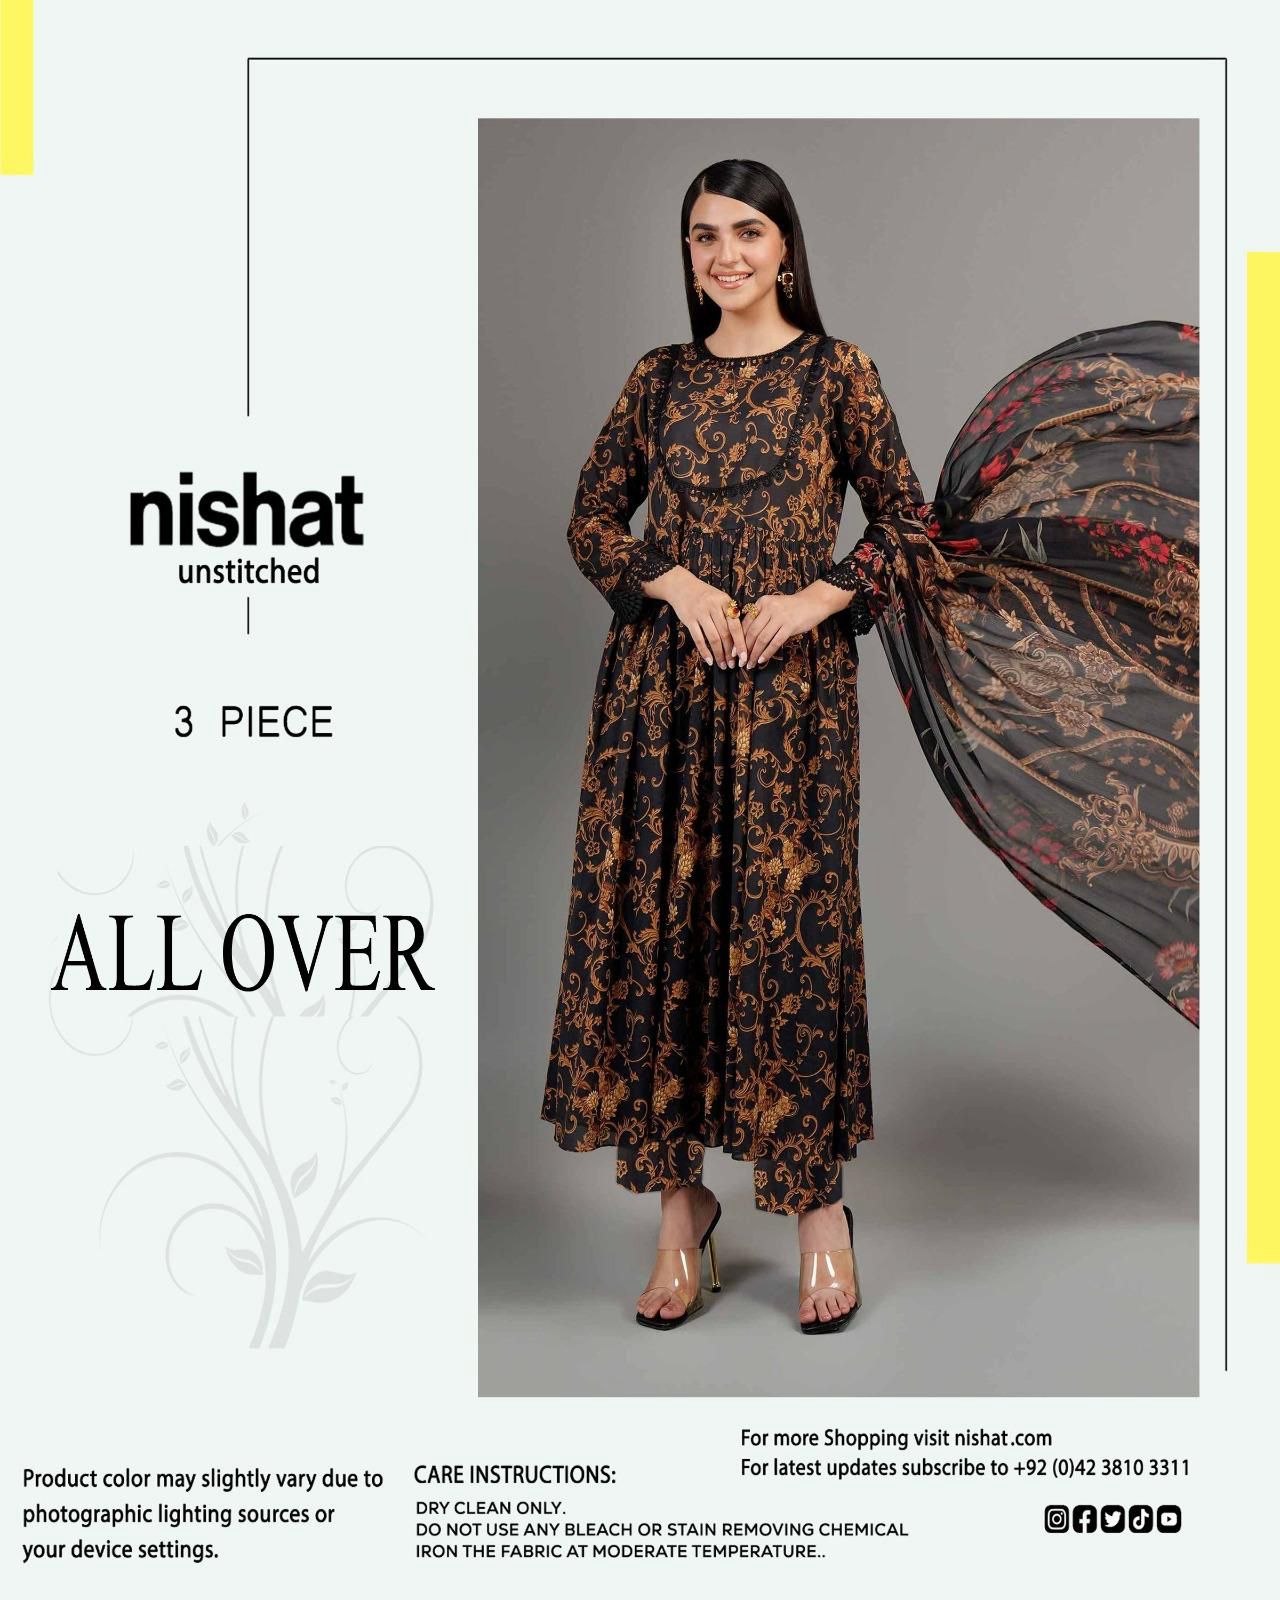 nishat
unstitched
3 PIECE
ALL OVER
For more Shopping visit nishat.com
For latest updates subscribe to +92 (0)42 3810 3311
Product color may slightly vary due to
photographic lighting sources or
your device settings.
CARE INSTRUCTIONS:
DRY CLEAN ONLY.
DO NOT USE ANY BLEACH OR STAIN REMOVING CHEMICAL
IRON THE FABRIC AT MODERATE TEMPERATURE..